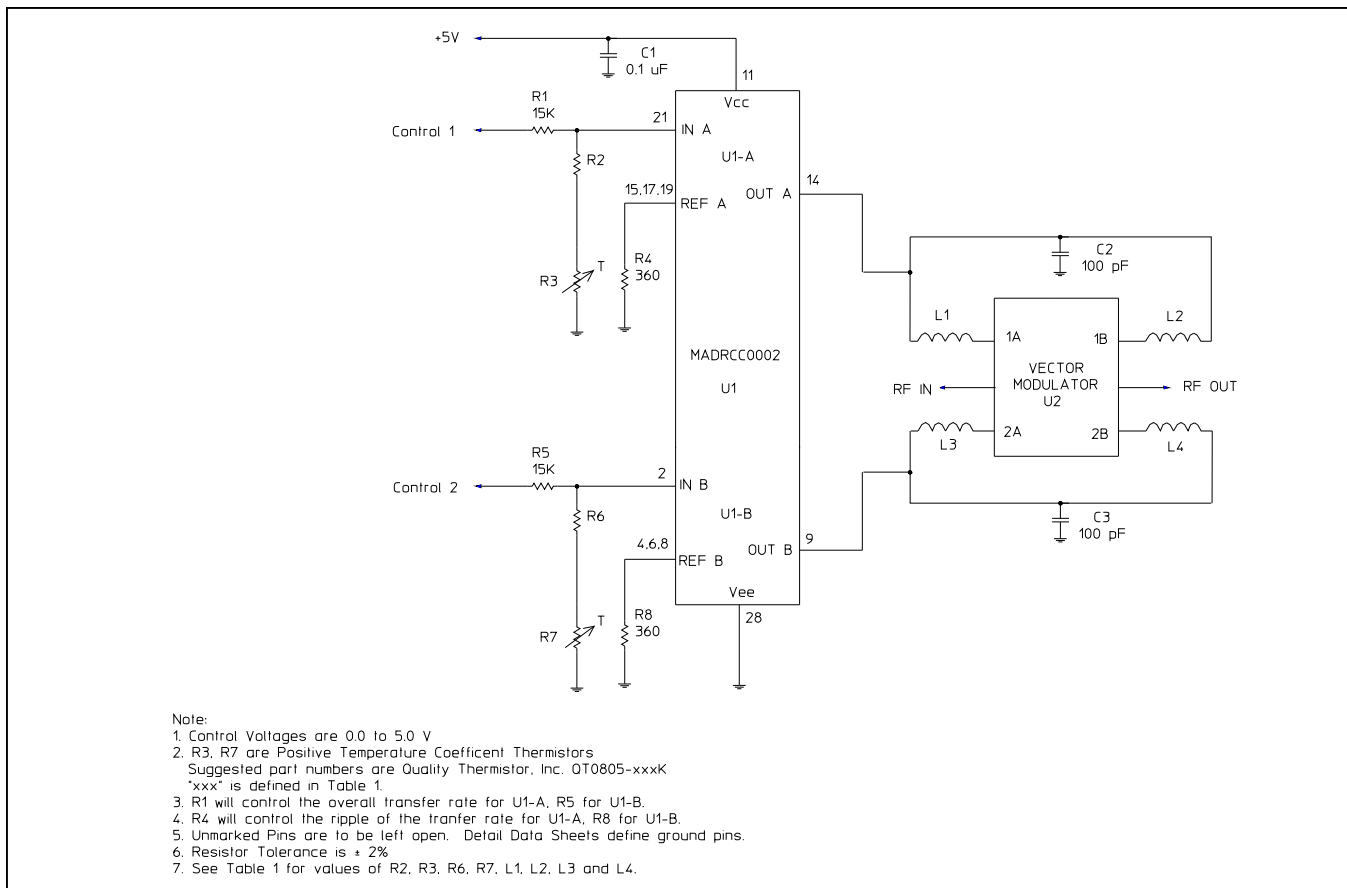 +5V
C1
0.1 uF
11
Vcc
R1
15K
Control 1
21
IN A
R2
U1-A
15,17,19
REF A
OUT A
14
R4
360
R3
T
C2
100 pF
L1
L2
1A
1B
MADRCC0002
U1
VECTOR
MODULATOR
U2
RF IN
RF OUT
2A
2B
L3
L4
R5
15K
Control 2
2
IN B
R6
U1-B
4,6,8
REF B
OUT B
9
C3
100 pF
Vee
28
R8
360
R7
T
Note:
1. Control Voltages are 0.0 to 5.0 V
2. R3, R7 are Positive Temperature Coefficent Thermistors
Suggested part numbers are Quality Thermistor, Inc. QT0805-xxxK
"xxx" is defined in Table 1.
3. R1 will control the overall transfer rate for U1-A, R5 for U1-B.
4. R4 will control the ripple of the tranfer rate for U1-A, R8 for U1-B.
5. Unmarked Pins are to be left open. Detail Data Sheets define ground pins.
6. Resistor Tolerance is ± 2%
7. See Table 1 for values of R2, R3, R6, R7, L1, L2, L3 and L4.